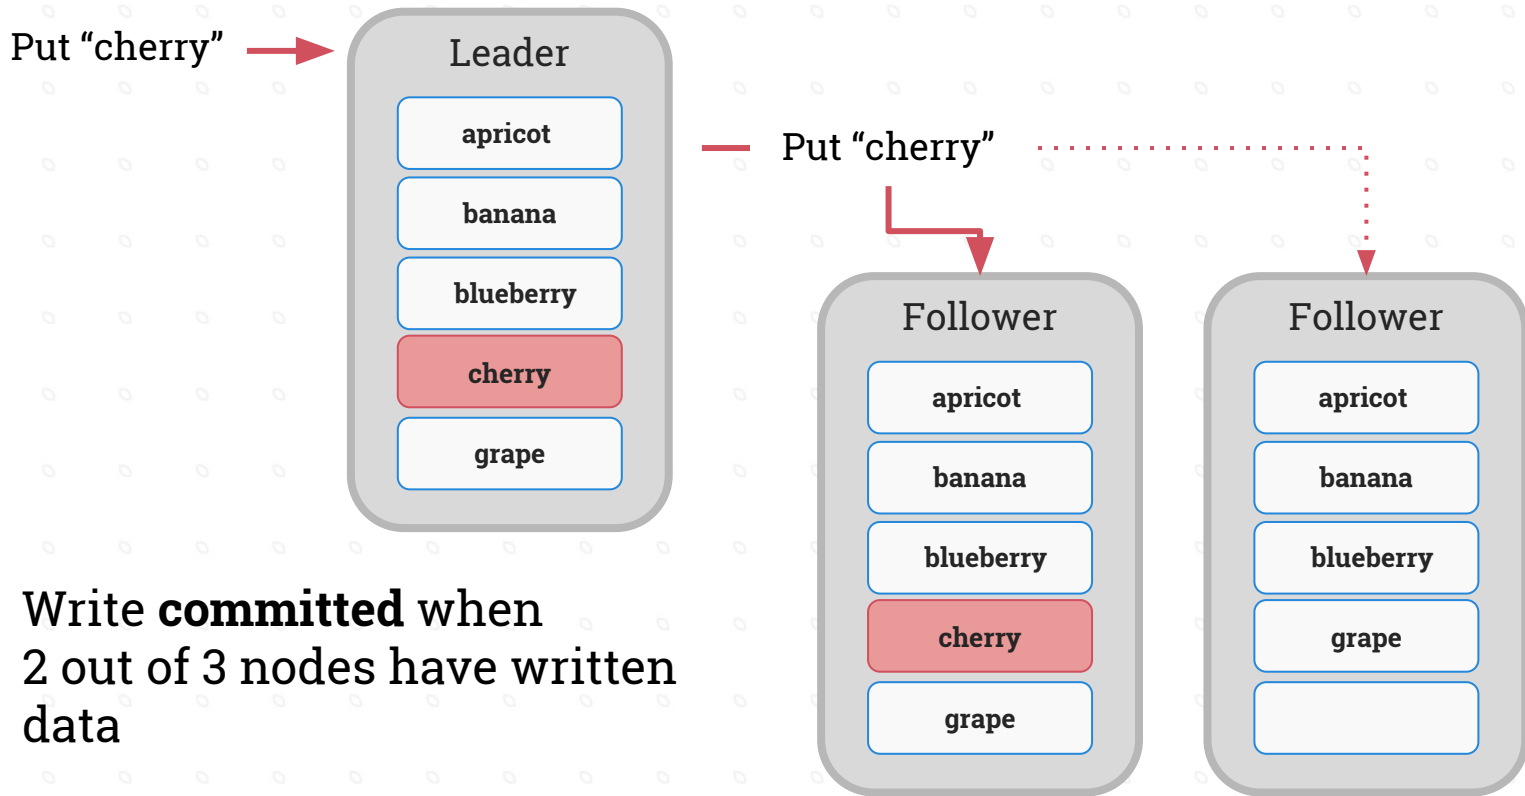 Put “cherry”
Leader
apricot
banana
blueberry
cherry
grape
Put “cherry”
Follower
apricot
banana
blueberry
cherry
grape
Follower
apricot
banana
blueberry
grape
Write committed when
2 out of 3 nodes have written
data